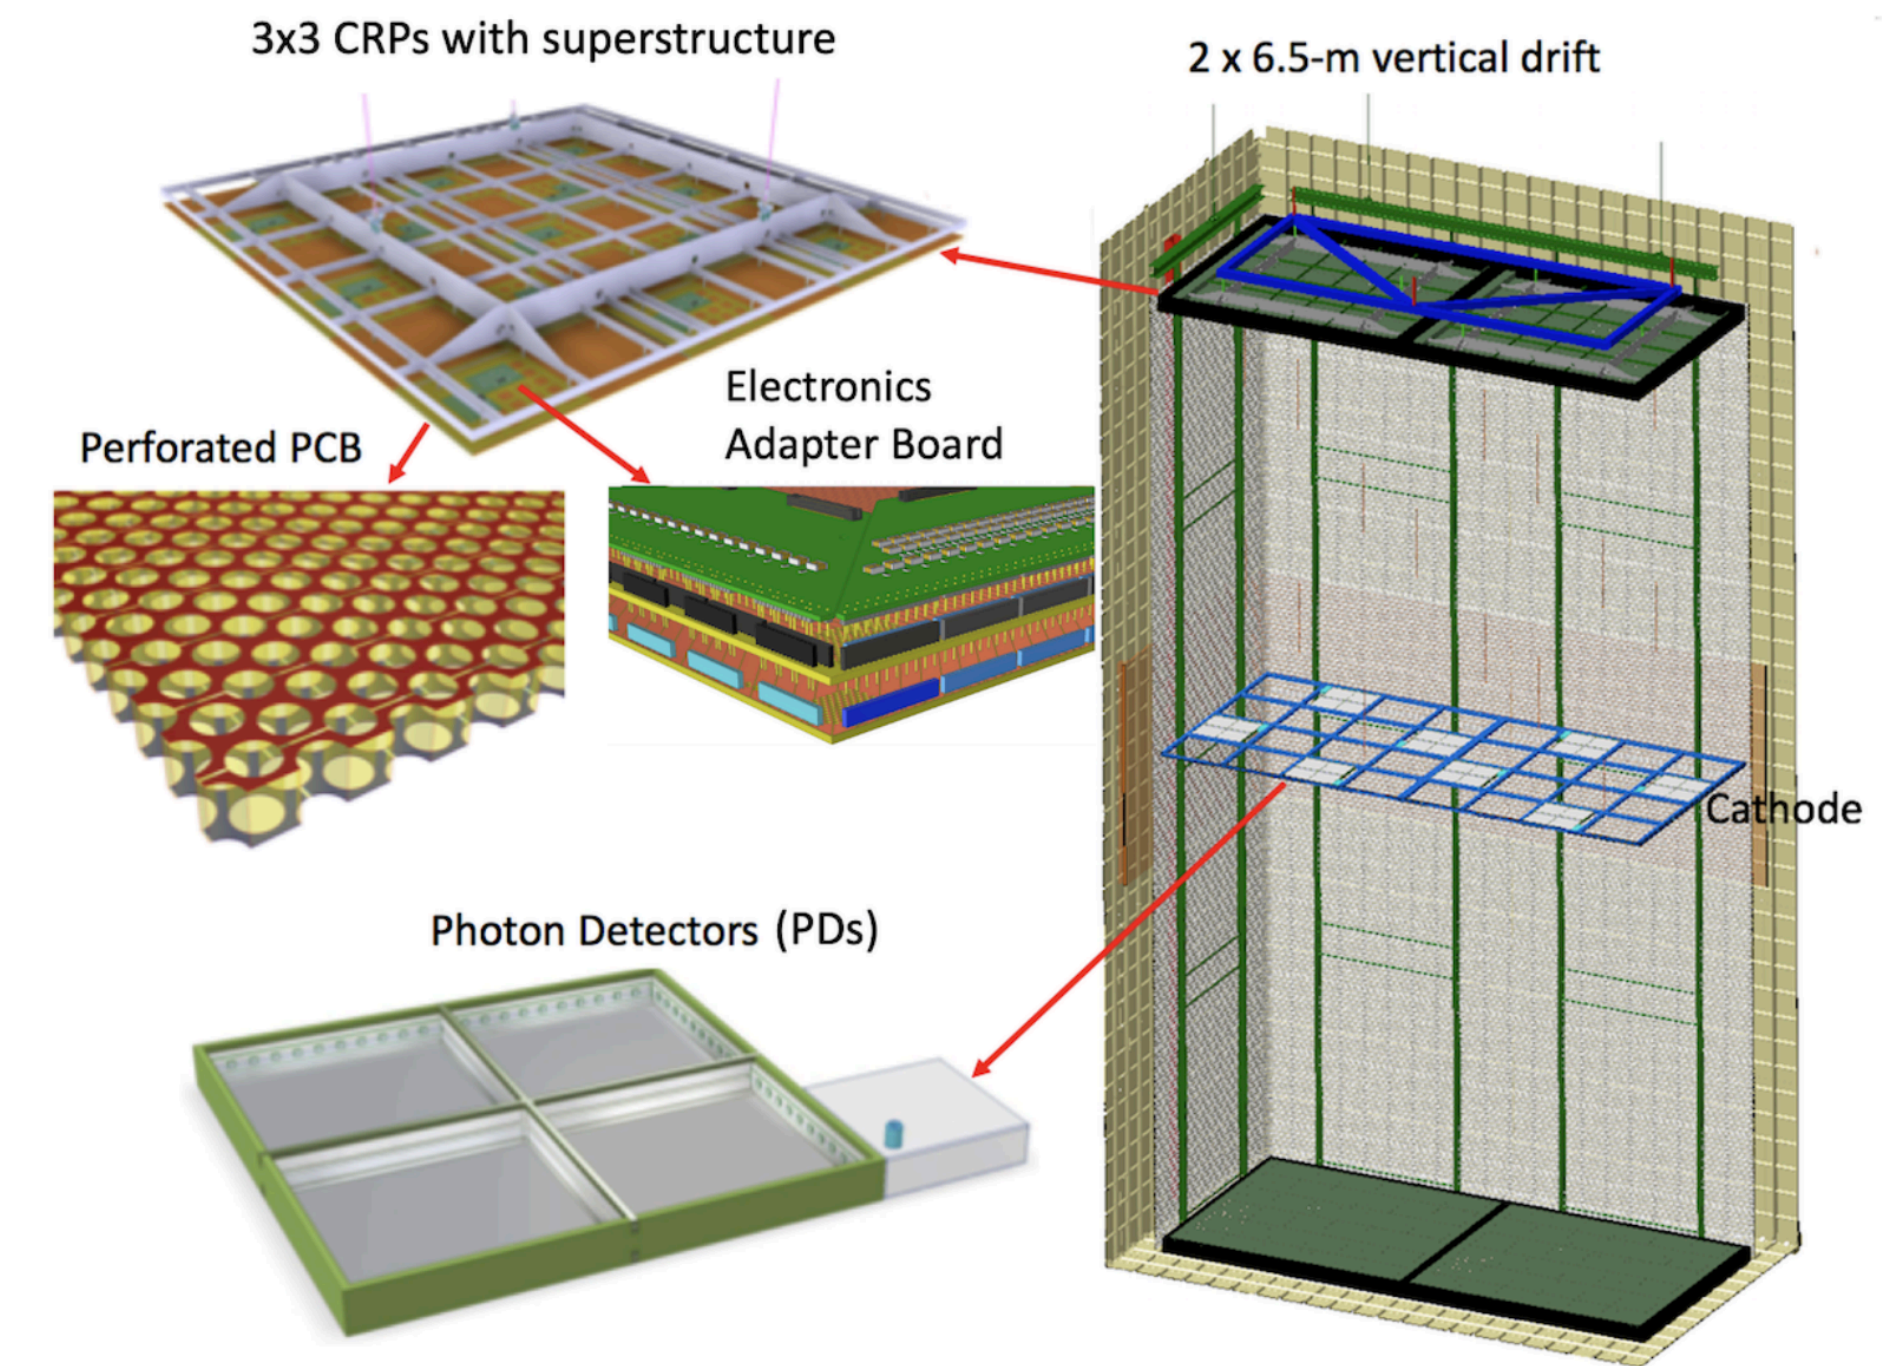 3x3 CRPs with superstructure
2 x 6.5-m vertical drift
Electronics
Adapter Board
Perforated PCB
Cathode
Photon Detectors (PDs)